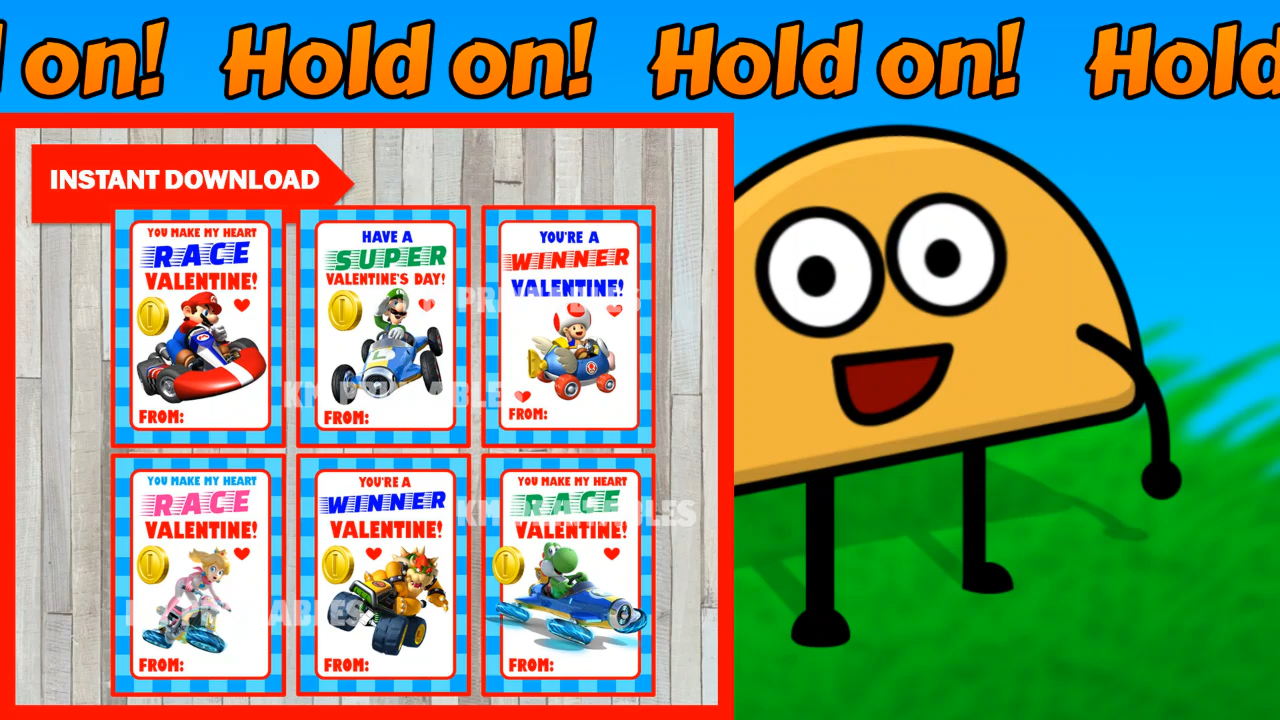 on! Hold on! Hold on! Hold
INSTANT DOWNLOAD
YOU MAKE MY HEART
RACE
VALENTINE!
FROM:
HAVE A
SUPER
VALENTINE'S DAY!
FROM:
YOU'RE A
WINNER
VALENTINE!
FROM:
YOU MAKE MY HEART
RACE
VALENTINE!
FROM:
YOU'RE A
WINNER
VALENTINE!
FROM:
YOU MAKE MY HEART
RACE
VALENTINE!
FROM: